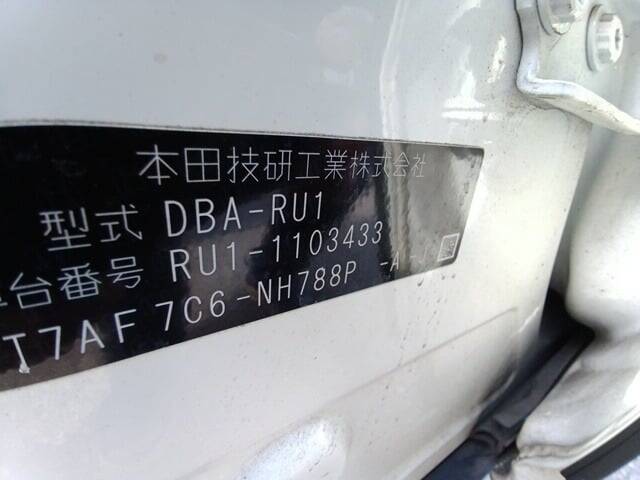 本田技研工業株式会社
型式 DBA-RU1
台番号 RU1-1103433
T7AF 7C6-NH788P -A-